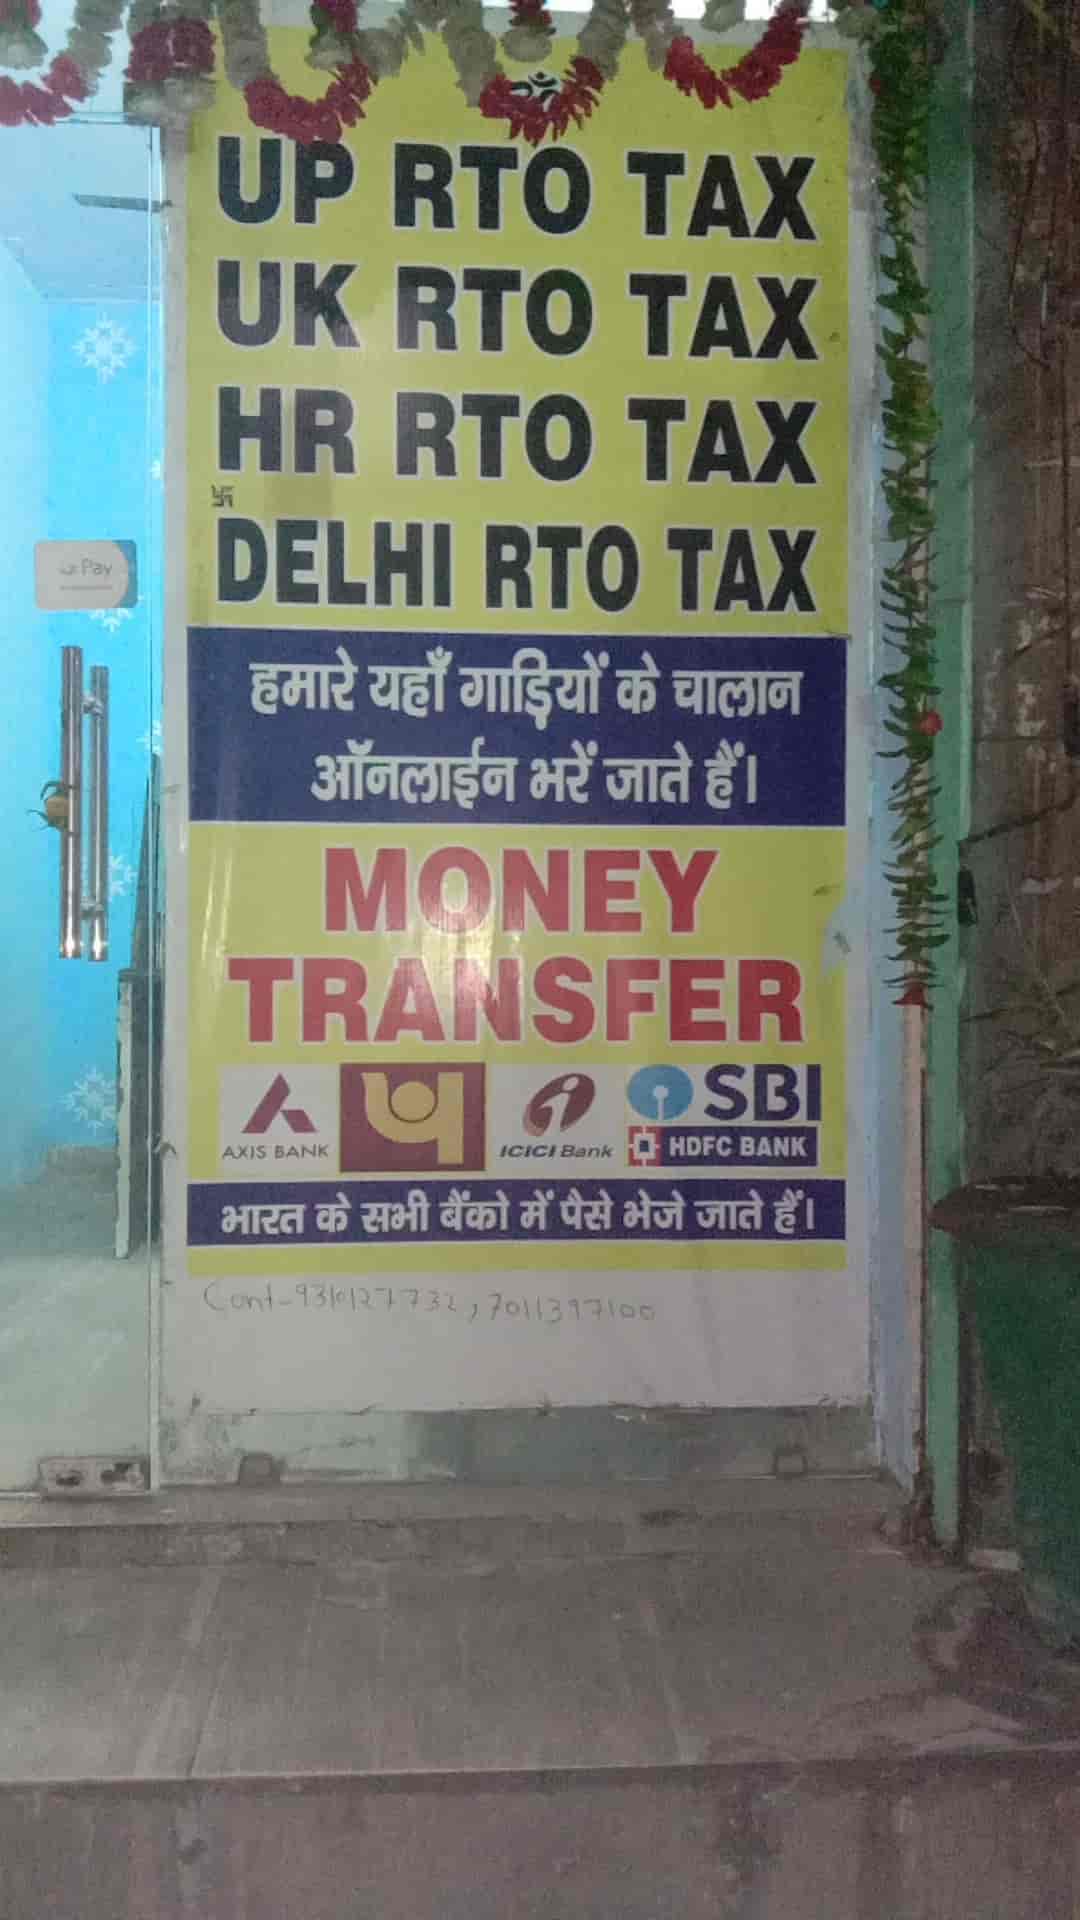 ॐ
UP RTO TAX
UK RTO TAX
HR RTO TAX
DELHI RTO TAX
Pay
हमारे यहाँ गाड़ियों के चालान
ऑनलाईन भरें जाते हैं।
MONEY
TRANSFER
AXIS BANK
ICICI Bank
SBI
HDFC BANK
भारत के सभी बैंको में पैसे भेजे जाते हैं।
Cont-9310127732, 7011397100